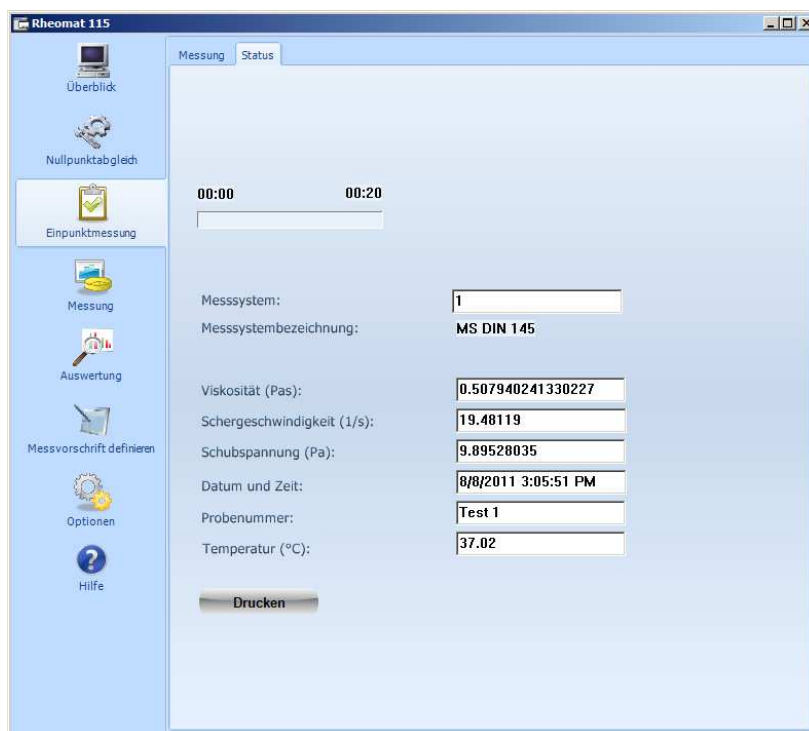 Rheomat 115
Überblick
Nullpunktabgleich
Einpunktmessung
Messung
Auswertung
Messvorschrift definieren
Optionen
Hilfe
Messung Status
00:00 00:20
Messsystem: 1
Messsystembezeichnung: MS DIN 145
Viskosität (Pas): 0.507940241330227
Schergeschwindigkeit (1/s): 19.48119
Schubspannung (Pa): 9.89528035
Datum und Zeit: 8/8/2011 3:05:51 PM
Probenummer: Test 1
Temperatur (°C): 37.02
Drucken